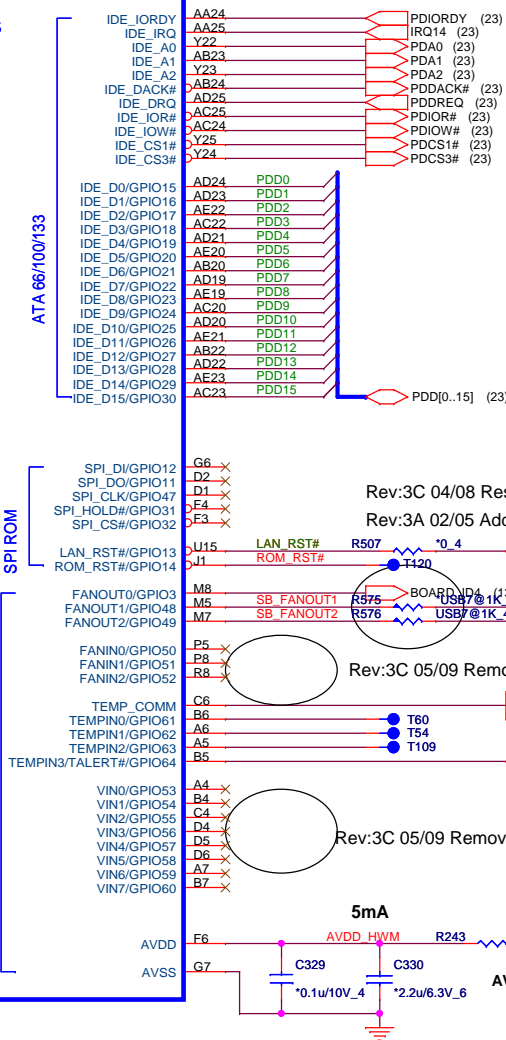 IDE_IORDY AA24 PDIORDY (23)
IDE_IRQ AA25 IRQ14 (23)
IDE_A0 Y22 PDA0 (23)
IDE_A1 AB23 PDA1 (23)
IDE_A2 Y23 PDA2 (23)
IDE_DACK# AB24 PDDACK# (23)
IDE_DRQ AD25 PDDREQ (23)
IDE_IOR# AC25 PDIOR# (23)
IDE_IOW# AC24 PDIOW# (23)
IDE_CS1# Y25 PDCS1# (23)
IDE_CS3# Y24 PDCS3# (23)
ATA 66/100/133
IDE_D0/GPIO15 AD24 PDD0
IDE_D1/GPIO16 AD23 PDD1
IDE_D2/GPIO17 AE22 PDD2
IDE_D3/GPIO18 AC22 PDD3
IDE_D4/GPIO19 AD21 PDD4
IDE_D5/GPIO20 AE20 PDD5
IDE_D6/GPIO21 AB20 PDD6
IDE_D7/GPIO22 AD19 PDD7
IDE_D8/GPIO23 AE19 PDD8
IDE_D9/GPIO24 AC20 PDD9
IDE_D10/GPIO25 AD20 PDD10
IDE_D11/GPIO26 AE21 PDD11
IDE_D12/GPIO27 AB22 PDD12
IDE_D13/GPIO28 AD22 PDD13
IDE_D14/GPIO29 AE23 PDD14
IDE_D15/GPIO30 AC23 PDD15
PDD[0..15] (23)
SPI ROM
SPI_DI/GPIO12 G6
SPI_DO/GPIO11 D2
SPI_CLK/GPIO47 D1
SPI_HOLD#/GPIO31 F4
SPI_CS#/GPIO32 F3
Rev:3C 04/08 Res
Rev:3A 02/05 Add
LAN_RST#/GPIO13 U15 LAN_RST# R507 *0_4
ROM_RST#/GPIO14 J1 ROM_RST# T120
FANOUT0/GPIO3 M8 BOARD_ID4 (13
FANOUT1/GPIO48 M5 SB_FANOUT1 R575 *USB7@1K_
FANOUT2/GPIO49 M7 SB_FANOUT2 R576 USB7@1K_4
FANIN0/GPIO50 P5
FANIN1/GPIO51 P8
FANIN2/GPIO52 R8
Rev:3C 05/09 Remo
TEMP_COMM C6
TEMPIN0/GPIO61 B6 T60
TEMPIN1/GPIO62 A6 T54
TEMPIN2/GPIO63 A5 T109
TEMPIN3/TALERT#/GPIO64 B5
VIN0/GPIO53 A4
VIN1/GPIO54 B4
VIN2/GPIO55 C4
VIN3/GPIO56 D4
VIN4/GPIO57 D5
VIN5/GPIO58 D6
VIN6/GPIO59 A7
VIN7/GPIO60 B7
Rev:3C 05/09 Remov
5mA
AVDD F6 AVDD_HWM R243
AVSS G7
C329 *0.1u/10V_4
C330 *2.2u/6.3V_6